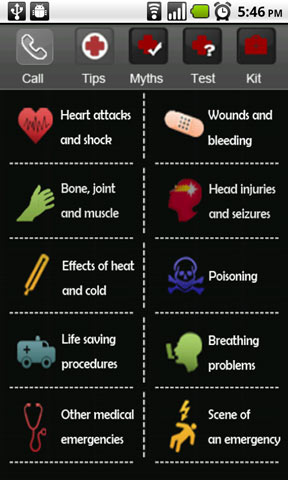 5:46 PM
Call Tips Myths Test Kit
Heart attacks
and shock
Wounds and
bleeding
Bone, joint
and muscle
Head injuries
and seizures
Effects of heat
and cold
Poisoning
Life saving
procedures
Breathing
problems
Other medical
emergencies
Scene of
an emergency